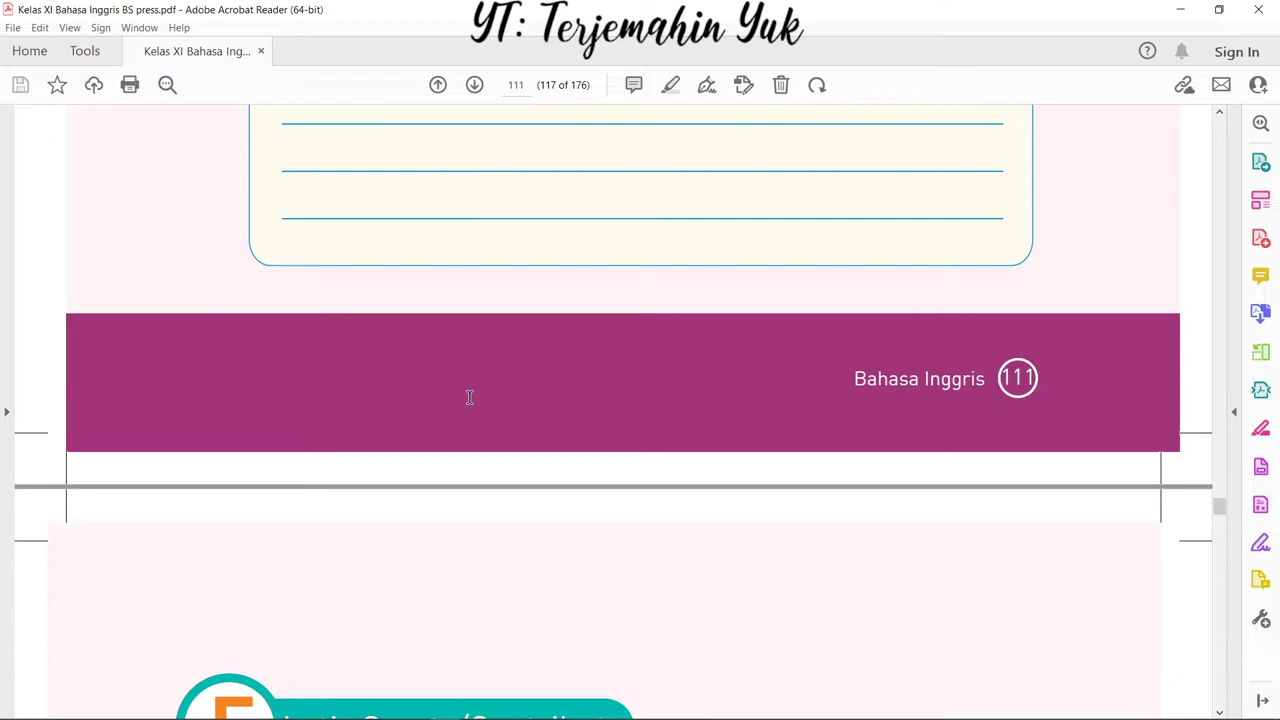 Kelas XI Bahasa Inggris BS press.pdf - Adobe Acrobat Reader (64-bit)
YT: Terjemahin Yuk
File Edit View Sign Window Help
Home Tools Kelas XI Bahasa Ing... × Sign In
111 (117 of 176)
Bahasa Inggris 111
E